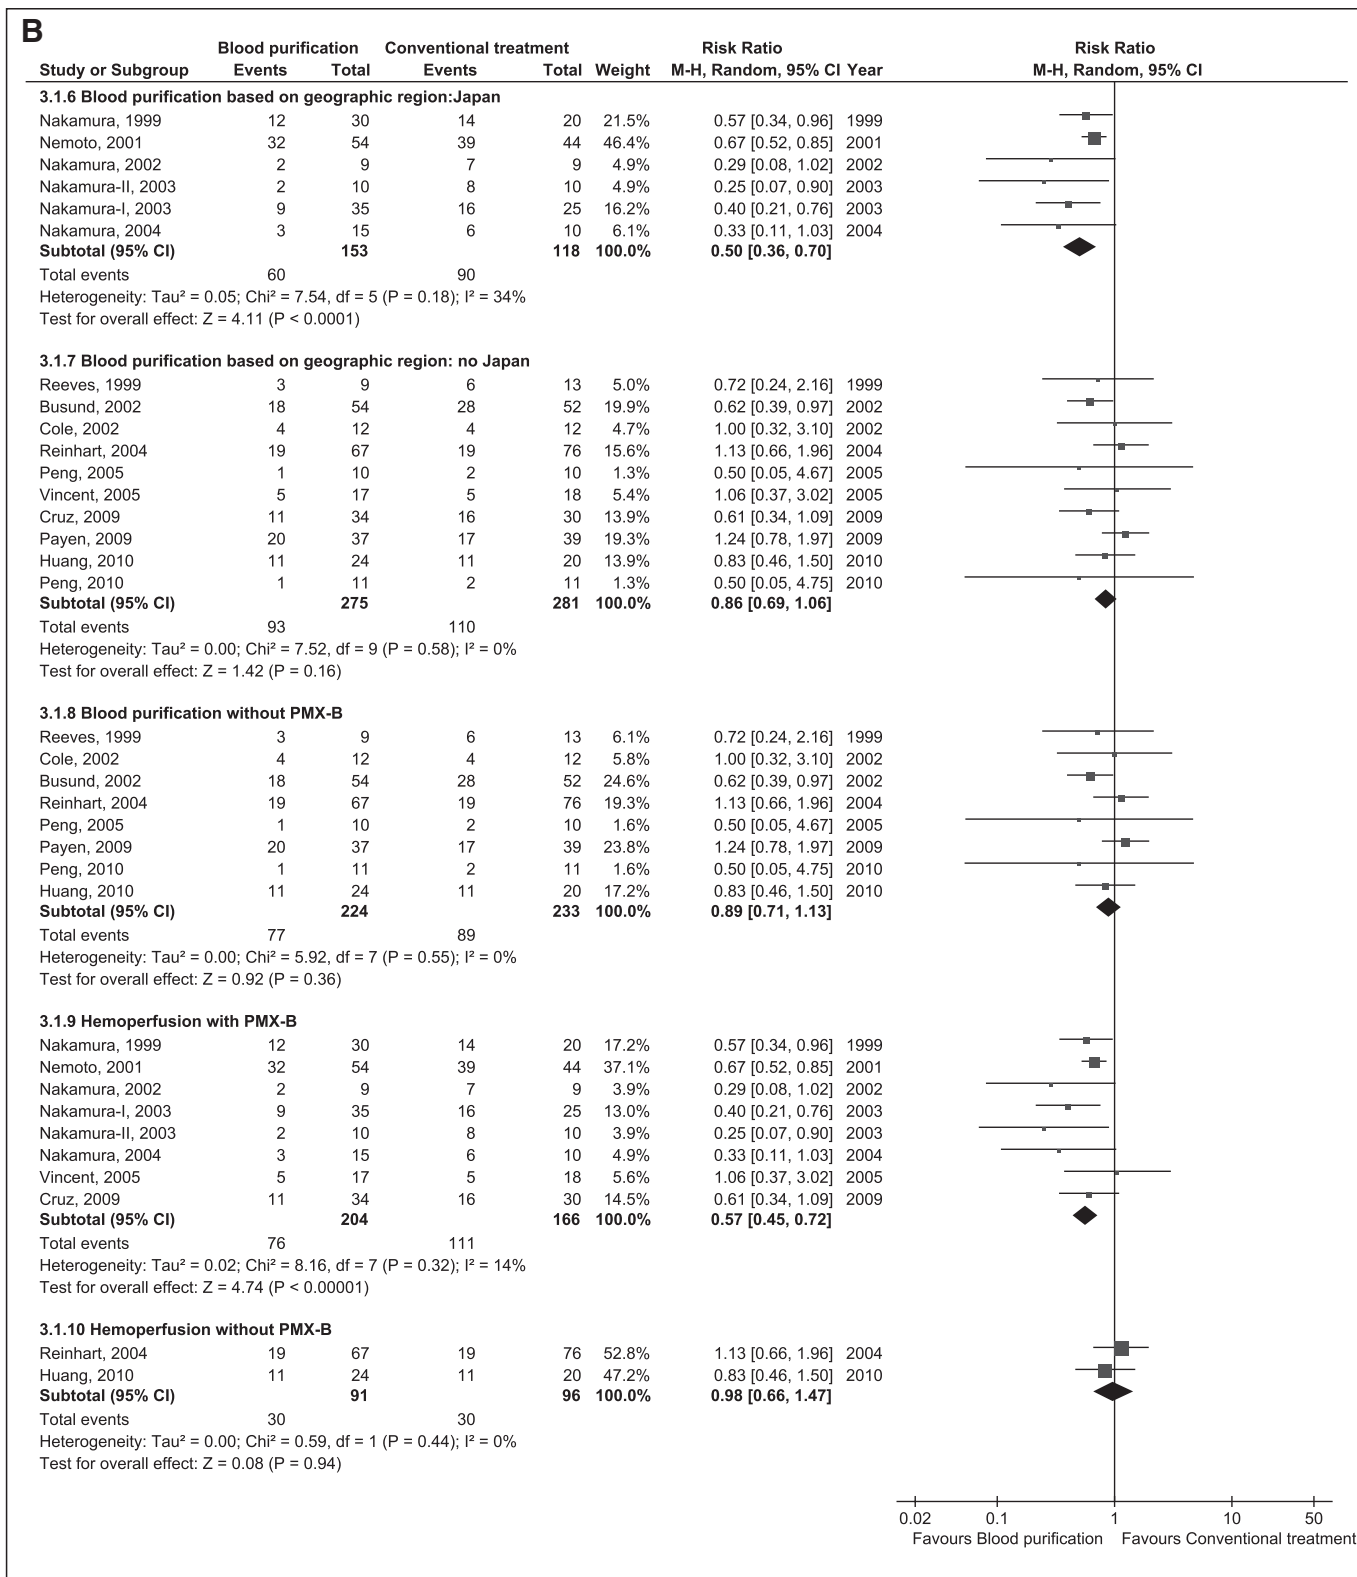 B
Blood purification Conventional treatment Risk Ratio Risk Ratio
Study or Subgroup Events Total Events Total Weight M-H, Random, 95% CI Year M-H, Random, 95% CI
3.1.6 Blood purification based on geographic region:Japan
Nakamura, 1999 12 30 14 20 21.5% 0.57 [0.34, 0.96] 1999
Nemoto, 2001 32 54 39 44 46.4% 0.67 [0.52, 0.85] 2001
Nakamura, 2002 2 9 7 9 4.9% 0.29 [0.08, 1.02] 2002
Nakamura-II, 2003 2 10 8 10 4.9% 0.25 [0.07, 0.90] 2003
Nakamura-I, 2003 9 35 16 25 16.2% 0.40 [0.21, 0.76] 2003
Nakamura, 2004 3 15 6 10 6.1% 0.33 [0.11, 1.03] 2004
Subtotal (95% CI) 153 118 100.0% 0.50 [0.36, 0.70]
Total events 60 90
Heterogeneity: Tau² = 0.05; Chi² = 7.54, df = 5 (P = 0.18); I² = 34%
Test for overall effect: Z = 4.11 (P < 0.0001)
3.1.7 Blood purification based on geographic region: no Japan
Reeves, 1999 3 9 6 13 5.0% 0.72 [0.24, 2.16] 1999
Busund, 2002 18 54 28 52 19.9% 0.62 [0.39, 0.97] 2002
Cole, 2002 4 12 4 12 4.7% 1.00 [0.32, 3.10] 2002
Reinhart, 2004 19 67 19 76 15.6% 1.13 [0.66, 1.96] 2004
Peng, 2005 1 10 2 10 1.3% 0.50 [0.05, 4.67] 2005
Vincent, 2005 5 17 5 18 5.4% 1.06 [0.37, 3.02] 2005
Cruz, 2009 11 34 16 30 13.9% 0.61 [0.34, 1.09] 2009
Payen, 2009 20 37 17 39 19.3% 1.24 [0.78, 1.97] 2009
Huang, 2010 11 24 11 20 13.9% 0.83 [0.46, 1.50] 2010
Peng, 2010 1 11 2 11 1.3% 0.50 [0.05, 4.75] 2010
Subtotal (95% CI) 275 281 100.0% 0.86 [0.69, 1.06]
Total events 93 110
Heterogeneity: Tau² = 0.00; Chi² = 7.52, df = 9 (P = 0.58); I² = 0%
Test for overall effect: Z = 1.42 (P = 0.16)
3.1.8 Blood purification without PMX-B
Reeves, 1999 3 9 6 13 6.1% 0.72 [0.24, 2.16] 1999
Cole, 2002 4 12 4 12 5.8% 1.00 [0.32, 3.10] 2002
Busund, 2002 18 54 28 52 24.6% 0.62 [0.39, 0.97] 2002
Reinhart, 2004 19 67 19 76 19.3% 1.13 [0.66, 1.96] 2004
Peng, 2005 1 10 2 10 1.6% 0.50 [0.05, 4.67] 2005
Payen, 2009 20 37 17 39 23.8% 1.24 [0.78, 1.97] 2009
Peng, 2010 1 11 2 11 1.6% 0.50 [0.05, 4.75] 2010
Huang, 2010 11 24 11 20 17.2% 0.83 [0.46, 1.50] 2010
Subtotal (95% CI) 224 233 100.0% 0.89 [0.71, 1.13]
Total events 77 89
Heterogeneity: Tau² = 0.00; Chi² = 5.92, df = 7 (P = 0.55); I² = 0%
Test for overall effect: Z = 0.92 (P = 0.36)
3.1.9 Hemoperfusion with PMX-B
Nakamura, 1999 12 30 14 20 17.2% 0.57 [0.34, 0.96] 1999
Nemoto, 2001 32 54 39 44 37.1% 0.67 [0.52, 0.85] 2001
Nakamura, 2002 2 9 7 9 3.9% 0.29 [0.08, 1.02] 2002
Nakamura-I, 2003 9 35 16 25 13.0% 0.40 [0.21, 0.76] 2003
Nakamura-II, 2003 2 10 8 10 3.9% 0.25 [0.07, 0.90] 2003
Nakamura, 2004 3 15 6 10 4.9% 0.33 [0.11, 1.03] 2004
Vincent, 2005 5 17 5 18 5.6% 1.06 [0.37, 3.02] 2005
Cruz, 2009 11 34 16 30 14.5% 0.61 [0.34, 1.09] 2009
Subtotal (95% CI) 204 166 100.0% 0.57 [0.45, 0.72]
Total events 76 111
Heterogeneity: Tau² = 0.02; Chi² = 8.16, df = 7 (P = 0.32); I² = 14%
Test for overall effect: Z = 4.74 (P < 0.00001)
3.1.10 Hemoperfusion without PMX-B
Reinhart, 2004 19 67 19 76 52.8% 1.13 [0.66, 1.96] 2004
Huang, 2010 11 24 11 20 47.2% 0.83 [0.46, 1.50] 2010
Subtotal (95% CI) 91 96 100.0% 0.98 [0.66, 1.47]
Total events 30 30
Heterogeneity: Tau² = 0.00; Chi² = 0.59, df = 1 (P = 0.44); I² = 0%
Test for overall effect: Z = 0.08 (P = 0.94)
0.02 0.1 1 10 50
Favours Blood purification Favours Conventional treatment